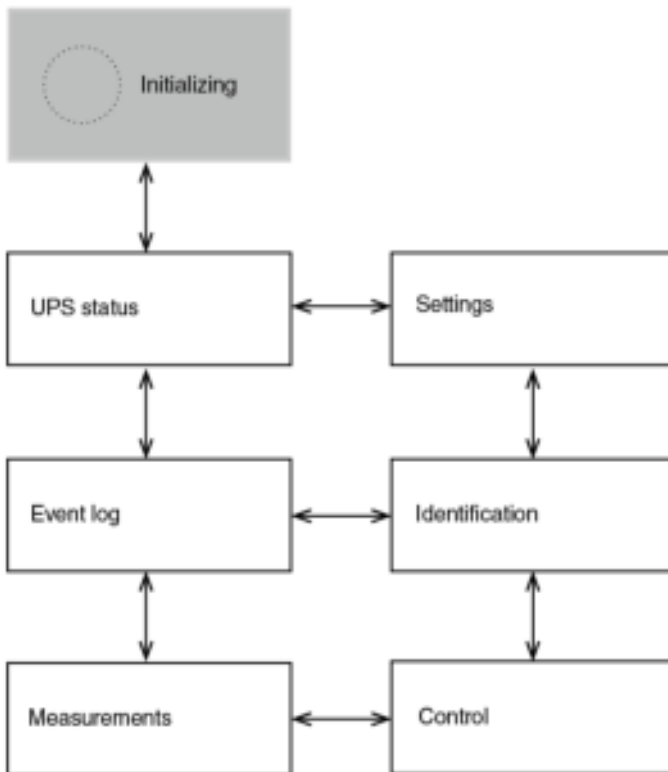 Initializing
UPS status
Settings
Event log
Identification
Measurements
Control